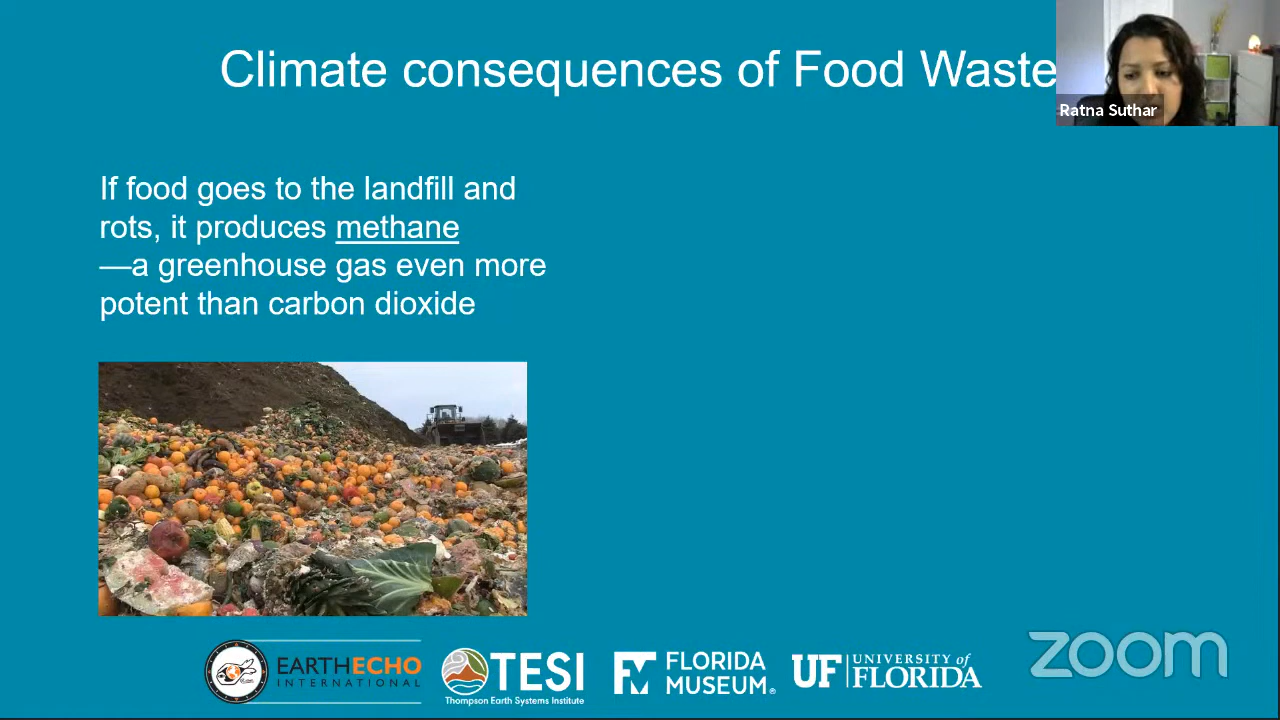 Climate consequences of Food Waste
Ratna Suthar
If food goes to the landfill and
rots, it produces methane
—a greenhouse gas even more
potent than carbon dioxide
EARTHECHO
INTERNATIONAL
TESI
Thompson Earth Systems Institute
FLORIDA
MUSEUM®
UF
UNIVERSITY of
FLORIDA
zoom